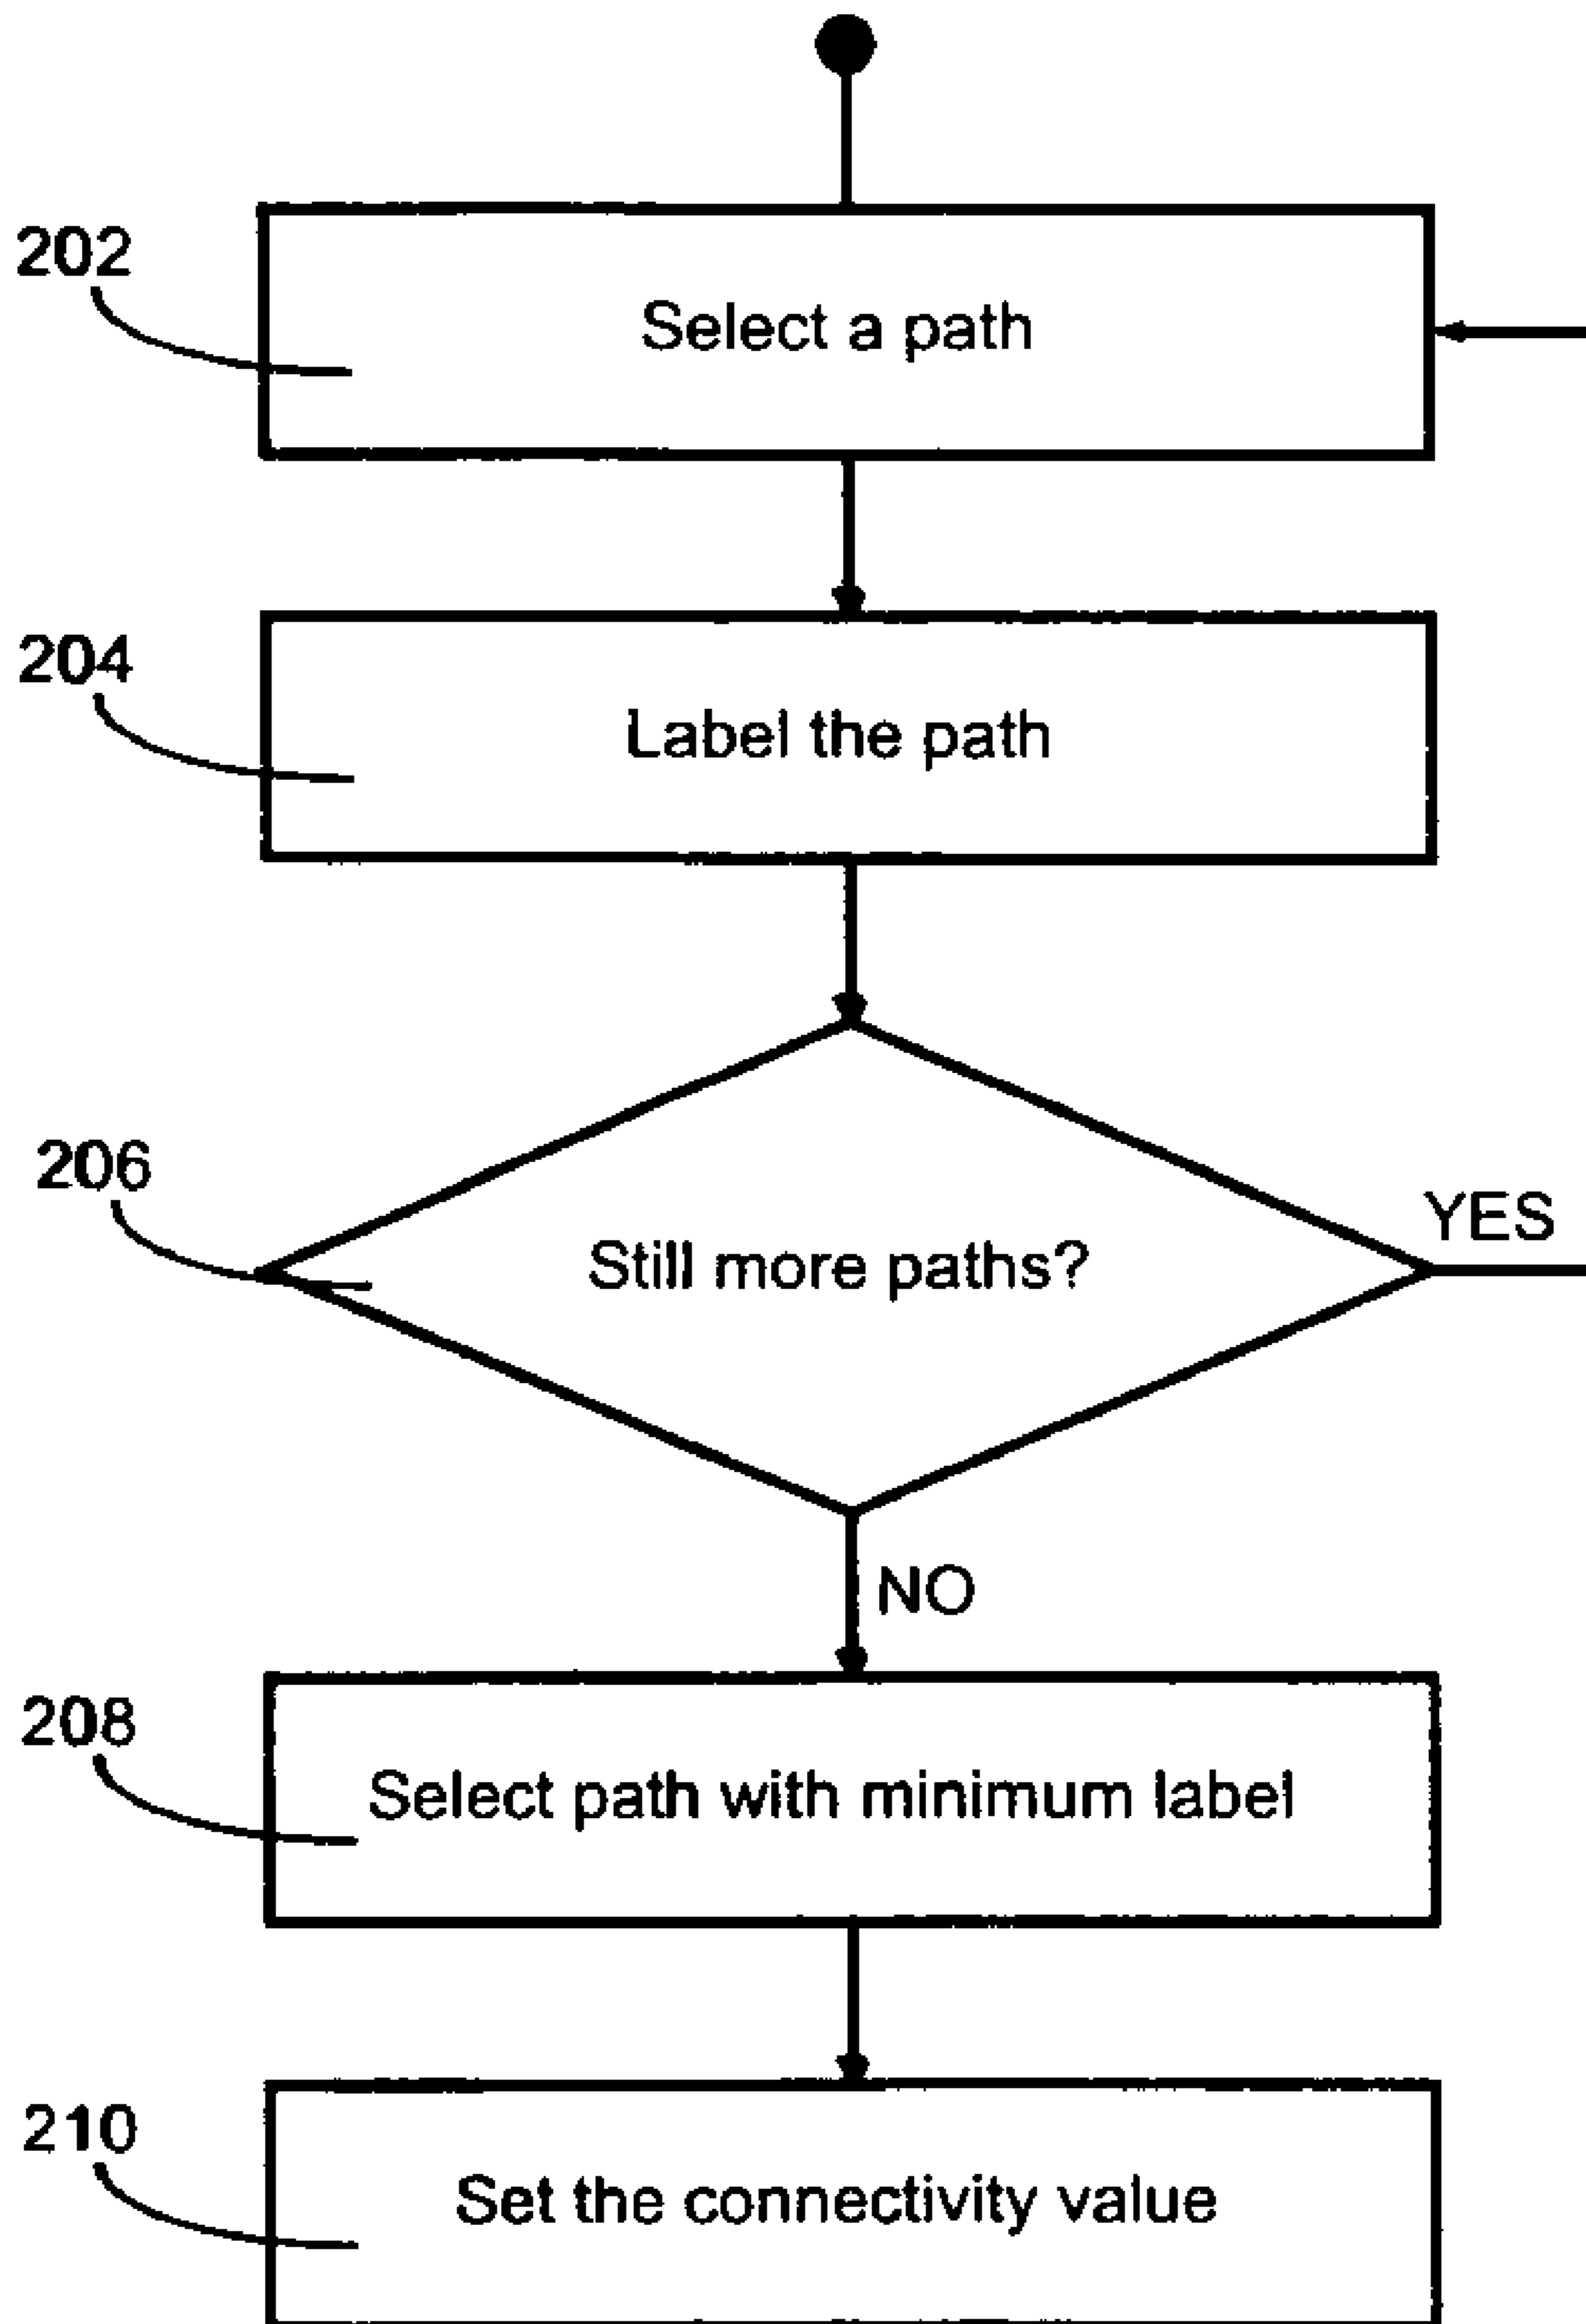 202
Select a path
204
Label the path
206
Still more paths?
YES
NO
208
Select path with minimum label
210
Set the connectivity value